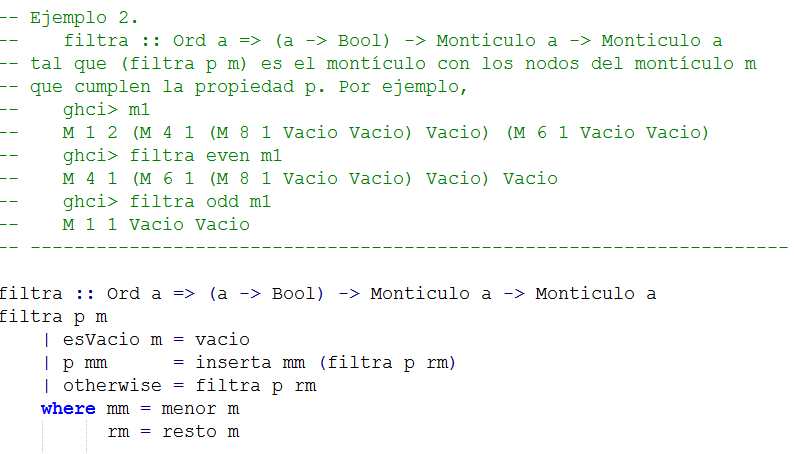 -- Ejemplo 2.
--    filtra :: Ord a => (a -> Bool) -> Monticulo a -> Monticulo a
-- tal que (filtra p m) es el montículo con los nodos del montículo m
-- que cumplen la propiedad p. Por ejemplo,
--    ghci> m1
--    M 1 2 (M 4 1 (M 8 1 Vacio Vacio) Vacio) (M 6 1 Vacio Vacio)
--    ghci> filtra even m1
--    M 4 1 (M 6 1 (M 8 1 Vacio Vacio) Vacio) Vacio
--    ghci> filtra odd m1
--    M 1 1 Vacio Vacio
-- --------------------------------------------------------------------
filtra :: Ord a => (a -> Bool) -> Monticulo a -> Monticulo a
filtra p m
    | esVacio m = vacio
    | p mm      = inserta mm (filtra p rm)
    | otherwise = filtra p rm
    where mm = menor m
          rm = resto m